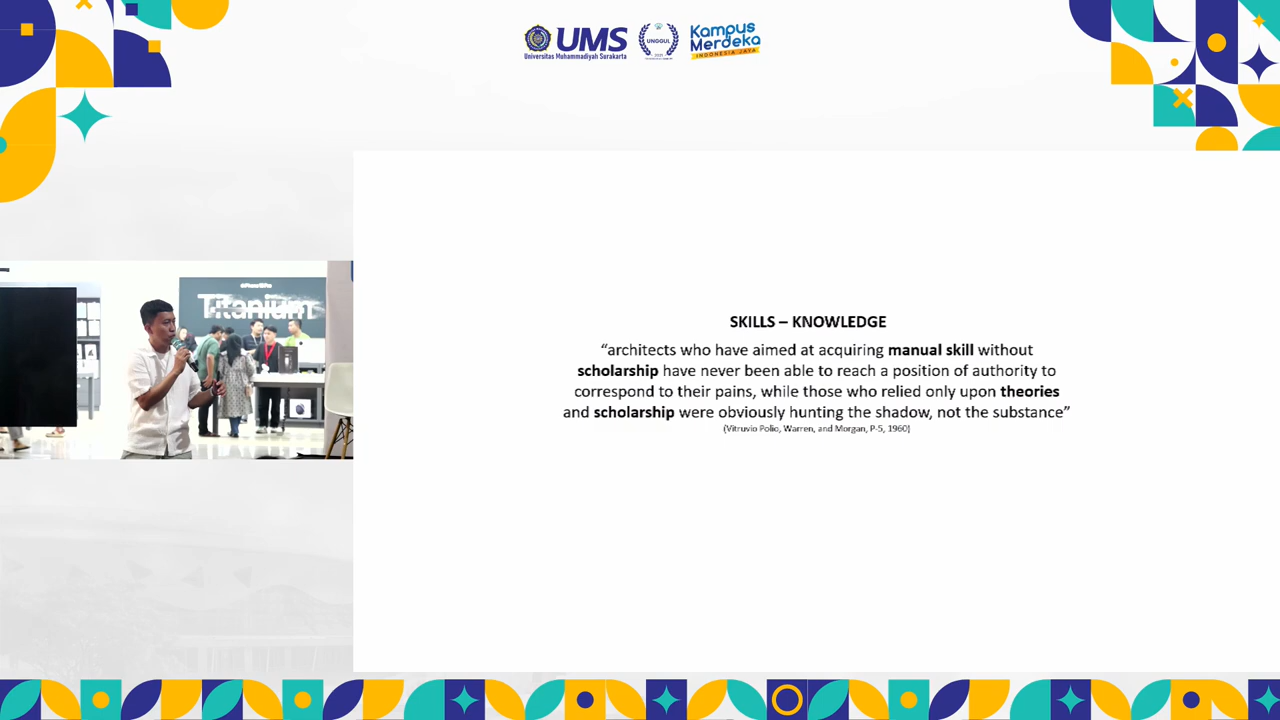 UMS
Universitas Muhammadiyah Surakarta
UNGGUL
Kampus
Merdeka
INDONESIA JAYA
Titanium
SKILLS – KNOWLEDGE
“architects who have aimed at acquiring manual skill without
scholarship have never been able to reach a position of authority to
correspond to their pains, while those who relied only upon theories
and scholarship were obviously hunting the shadow, not the substance”
(Vitruvio Polio, Warren, and Morgan, P-5, 1960)